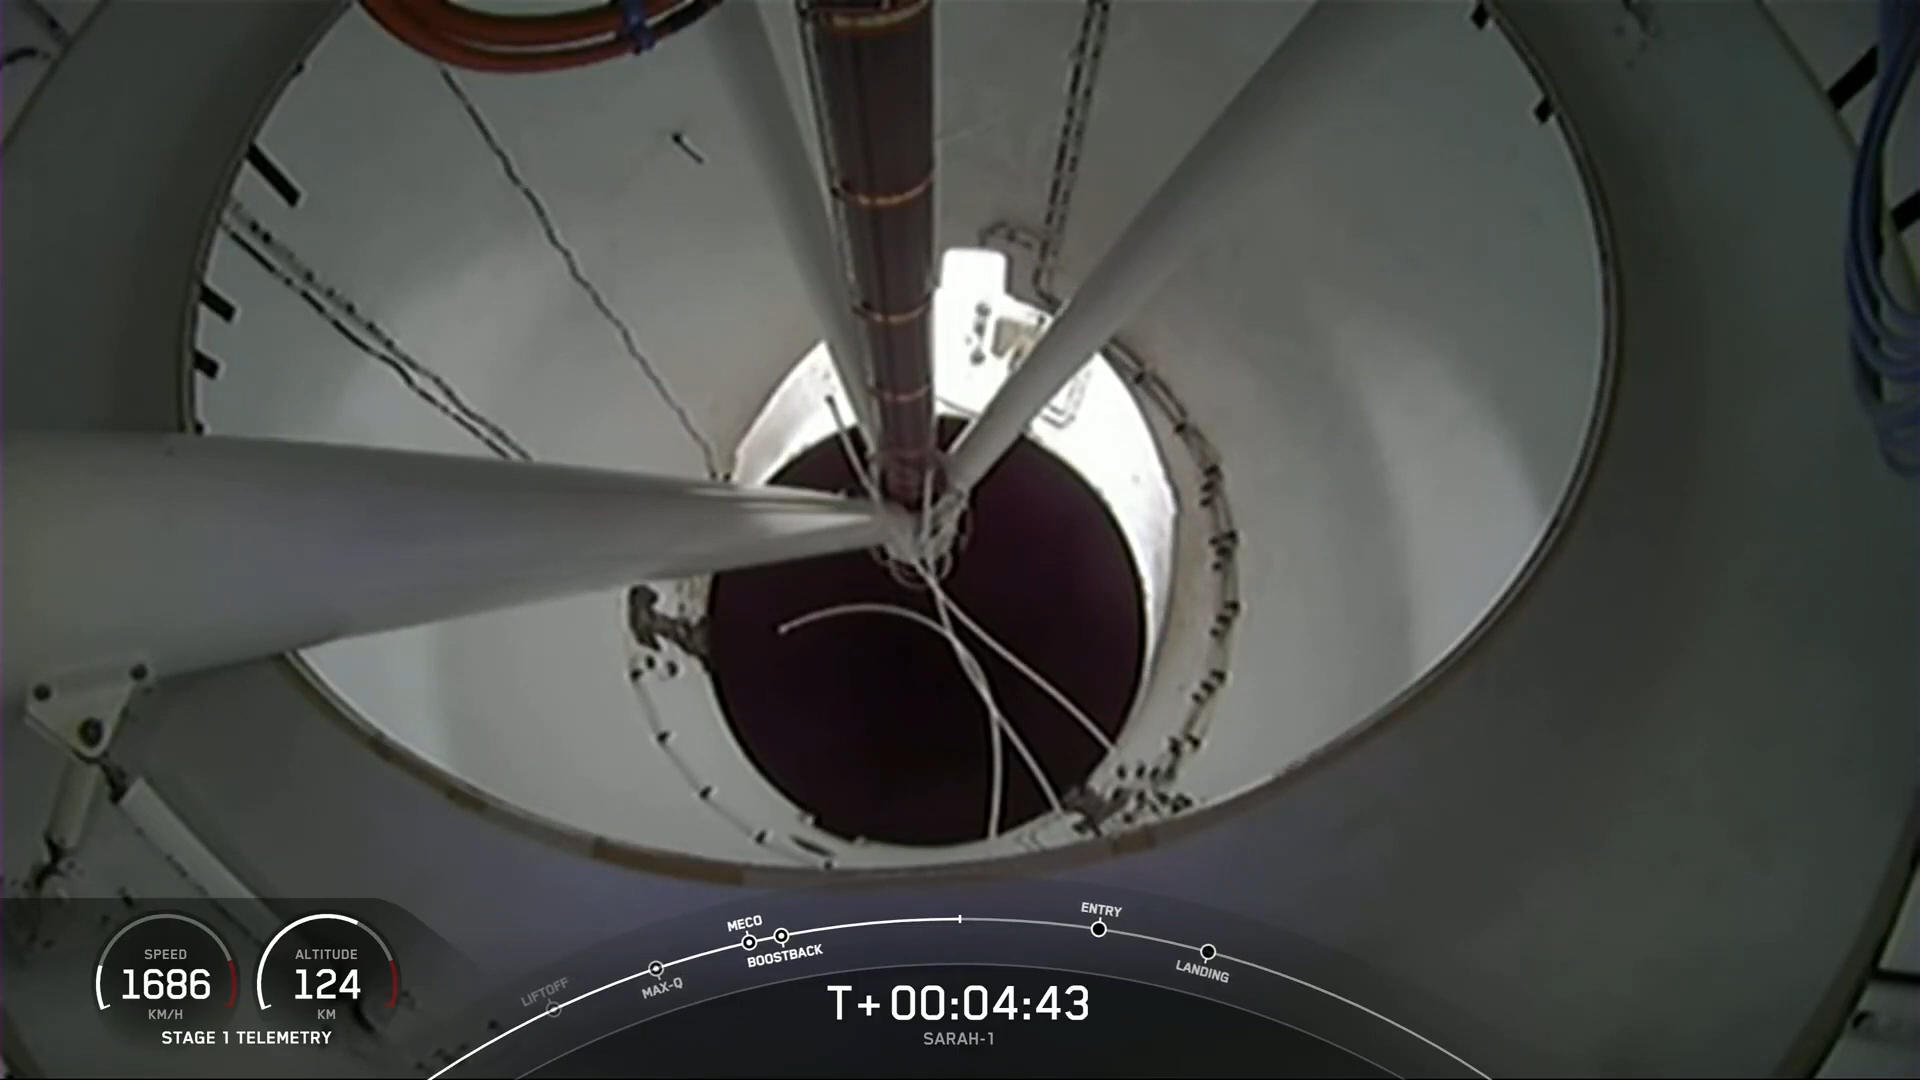 MECO
BOOSTBACK
ENTRY
LANDING
LIFTOFF
MAX-Q
SPEED
1686
KM/H
ALTITUDE
124
KM
STAGE 1 TELEMETRY
T+00:04:43
SARAH-1